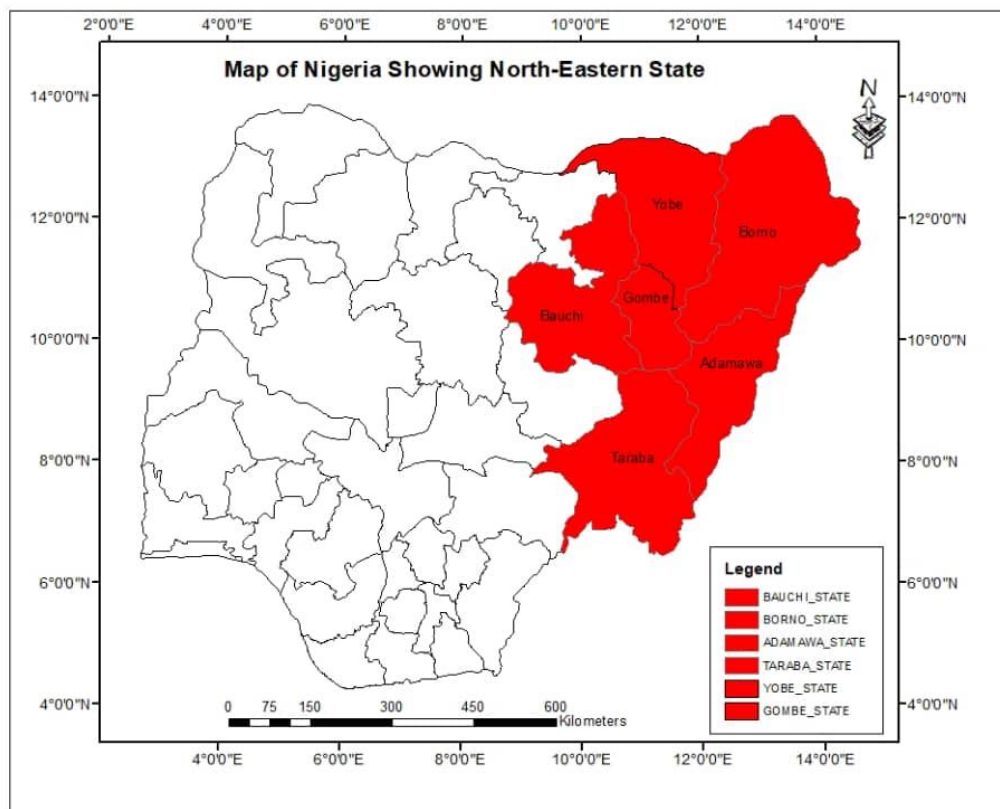 2°0'0"E 4°0'0"E 6°0'0"E 8°0'0"E 10°0'0"E 12°0'0"E 14°0'0"E
Map of Nigeria Showing North-Eastern State
N
14°0'0"N 14°0'0"N
12°0'0"N 12°0'0"N
Yobe
Borno
Gombe
Bauchi
10°0'0"N 10°0'0"N
Adamawa
8°0'0"N 8°0'0"N
Taraba
6°0'0"N 6°0'0"N
Legend
BAUCHI_STATE
BORNO_STATE
ADAMAWA_STATE
TARABA_STATE
YOBE_STATE
GOMBE_STATE
4°0'0"N 4°0'0"N
0 75 150 300 450 600
Kilometers
4°0'0"E 6°0'0"E 8°0'0"E 10°0'0"E 12°0'0"E 14°0'0"E